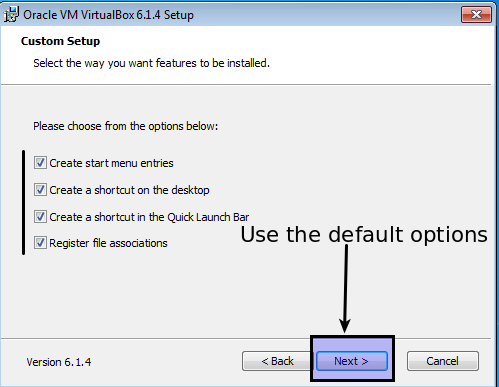 Oracle VM VirtualBox 6.1.4 Setup
Custom Setup
Select the way you want features to be installed.
Please choose from the options below:
Create start menu entries
Create a shortcut on the desktop
Create a shortcut in the Quick Launch Bar
Register file associations
Use the default options
Version 6.1.4
< Back
Next >
Cancel